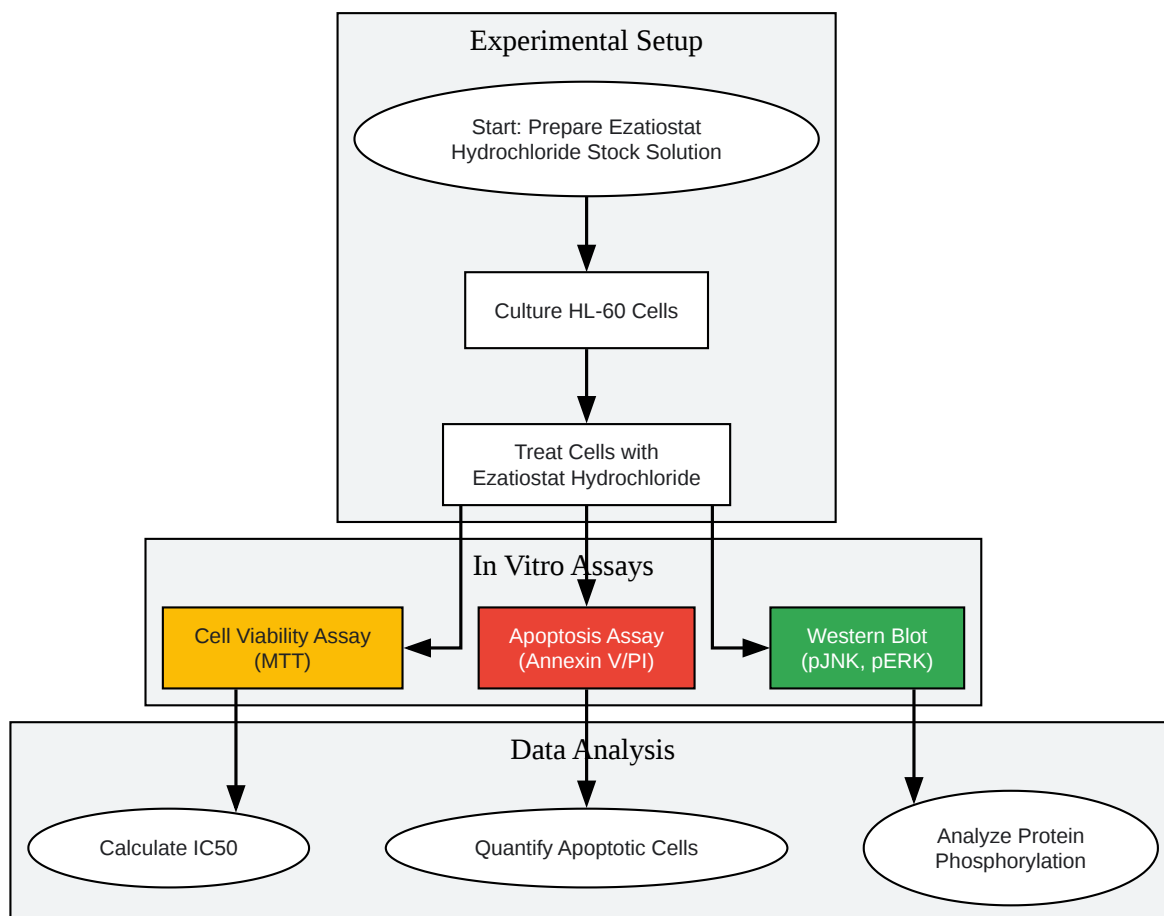 Experimental Setup
Start: Prepare Ezatiostat
Hydrochloride Stock Solution
Culture HL-60 Cells
Treat Cells with
Ezatiostat Hydrochloride
In Vitro Assays
Cell Viability Assay
(MTT)
Apoptosis Assay
(Annexin V/PI)
Western Blot
(pJNK, pERK)
Data Analysis
Calculate IC50
Quantify Apoptotic Cells
Analyze Protein
Phosphorylation